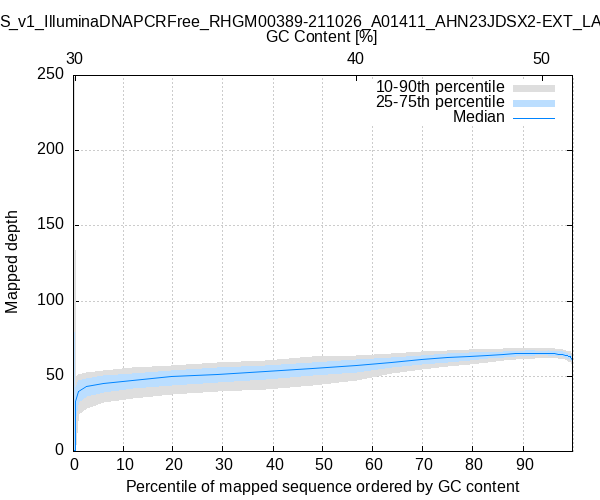 S_v1_IlluminaDNAPCRFree_RHGM00389-211026_A01411_AHN23JDSX2-EXT_LA
GC Content [%]
30 40 50
250
10-90th percentile
25-75th percentile
Median
200
150
Mapped depth
100
50
0
0 10 20 30 40 50 60 70 80 90
Percentile of mapped sequence ordered by GC content